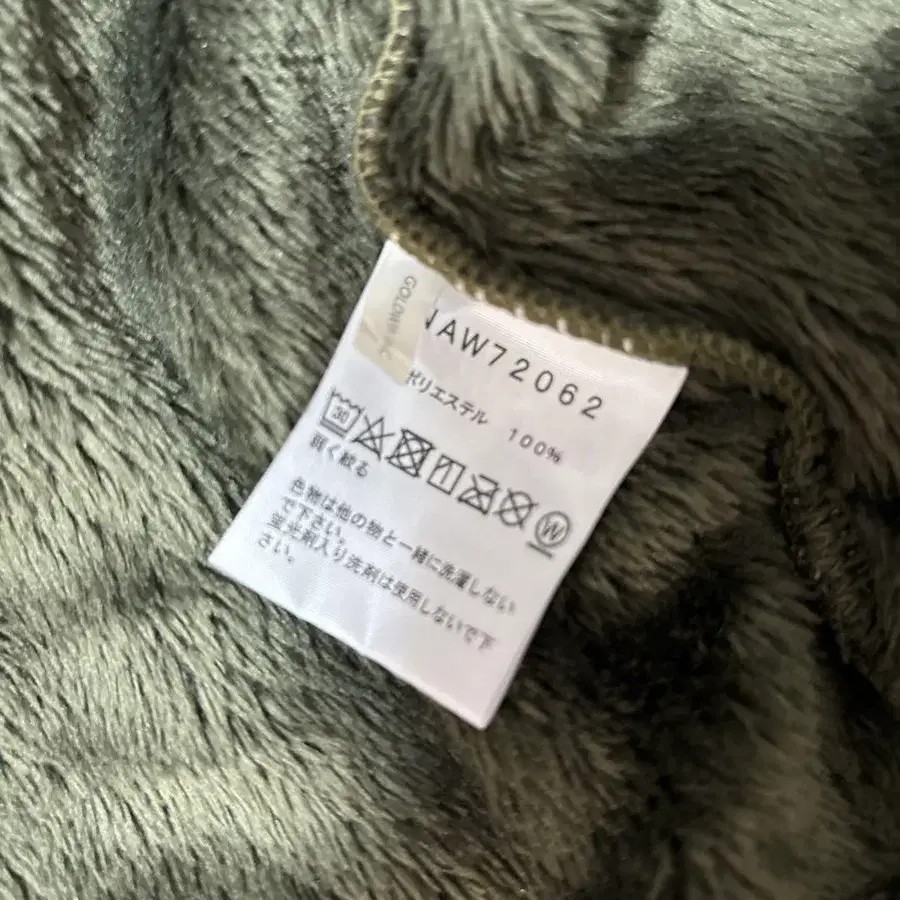 NAW72062
ポリエステル 100%
30
弱く絞る
W
色物は他の物と一緒に洗濯しない
で下さい。
蛍光剤入り洗剤は使用しないで下
さい。